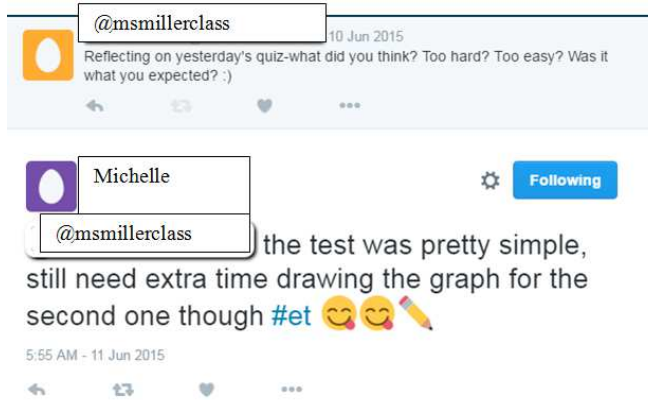 @msmillerclass
10 Jun 2015
Reflecting on yesterday's quiz-what did you think? Too hard? Too easy? Was it
what you expected? :)
Michelle
Following
@msmillerclass the test was pretty simple,
still need extra time drawing the graph for the
second one though #et 😋😋✏️
5:55 AM - 11 Jun 2015